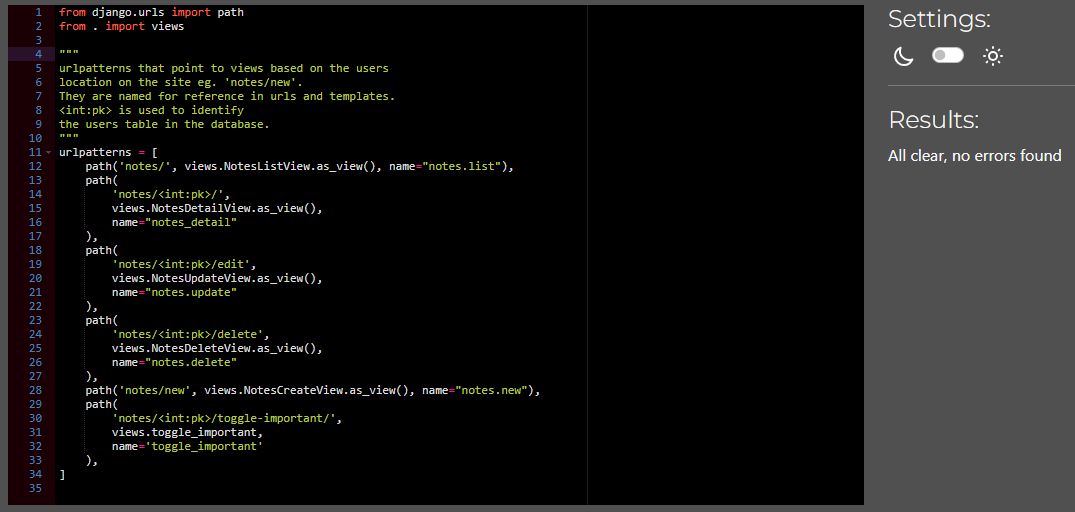 1 from django.urls import path
2 from . import views
3
4 """
5 urlpatterns that point to views based on the users
6 location on the site eg. 'notes/new'.
7 They are named for reference in urls and templates.
8 <int:pk> is used to identify
9 the users table in the database.
10 """
11 urlpatterns = [
12     path('notes/', views.NotesListView.as_view(), name="notes.list"),
13     path(
14         'notes/<int:pk>/',
15         views.NotesDetailView.as_view(),
16         name="notes_detail"
17     ),
18     path(
19         'notes/<int:pk>/edit',
20         views.NotesUpdateView.as_view(),
21         name="notes.update"
22     ),
23     path(
24         'notes/<int:pk>/delete',
25         views.NotesDeleteView.as_view(),
26         name="notes.delete"
27     ),
28     path('notes/new', views.NotesCreateView.as_view(), name="notes.new"),
29     path(
30         'notes/<int:pk>/toggle-important/',
31         views.toggle_important,
32         name='toggle_important'
33     ),
34 ]
35
Settings:
Results:
All clear, no errors found